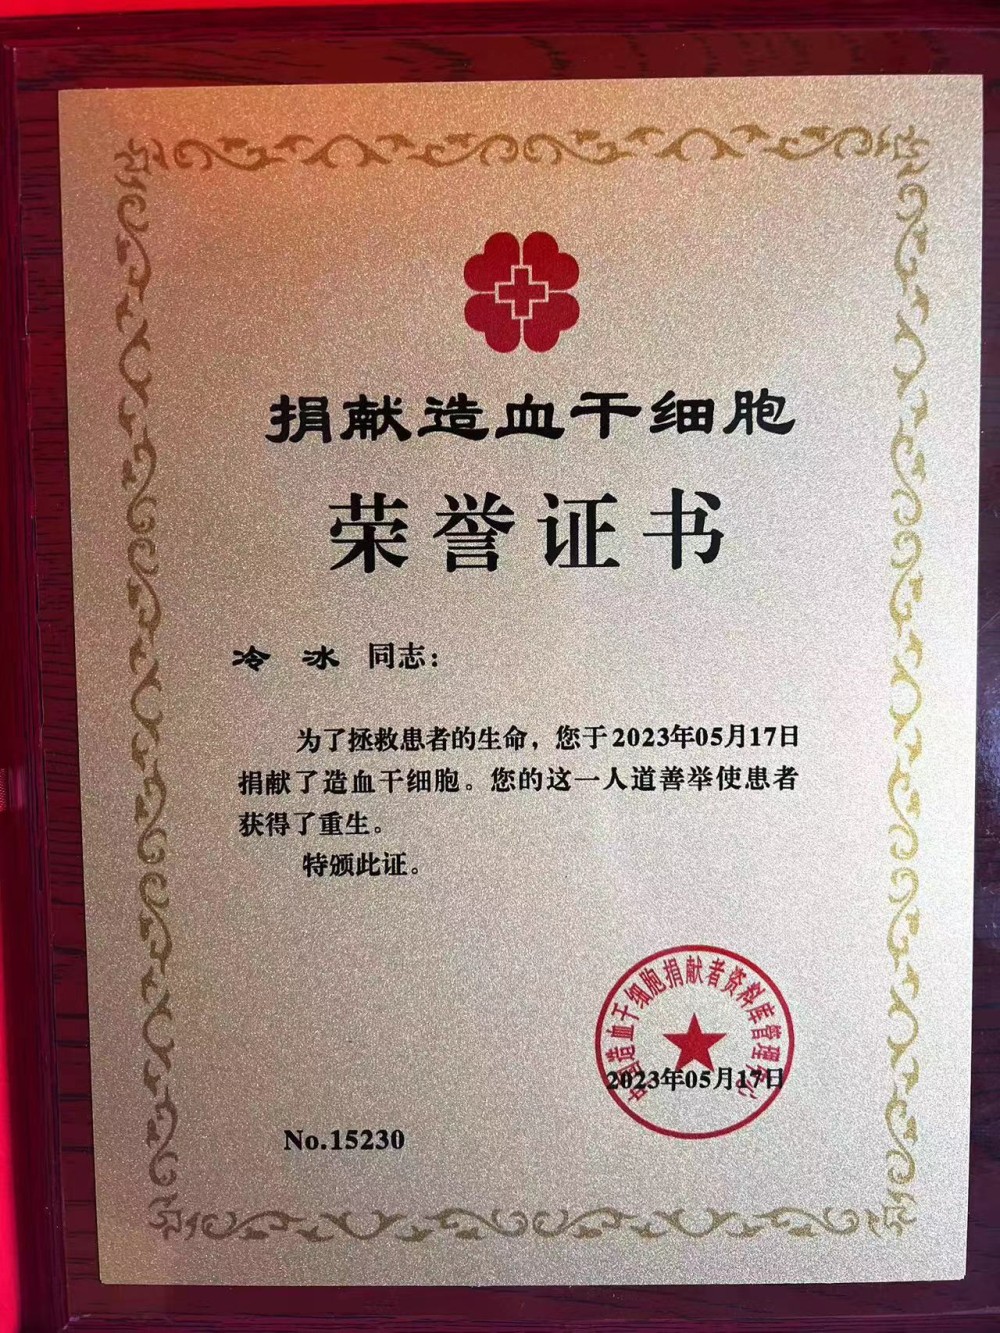 捐献造血干细胞
荣誉证书
冷 冰 同志：
为了拯救患者的生命，您于2023年05月17日
捐献了造血干细胞。您的这一人道善举使患者
获得了重生。
特颁此证。
中国造血干细胞捐献者资料库管理中心
2023年05月17日
No.15230